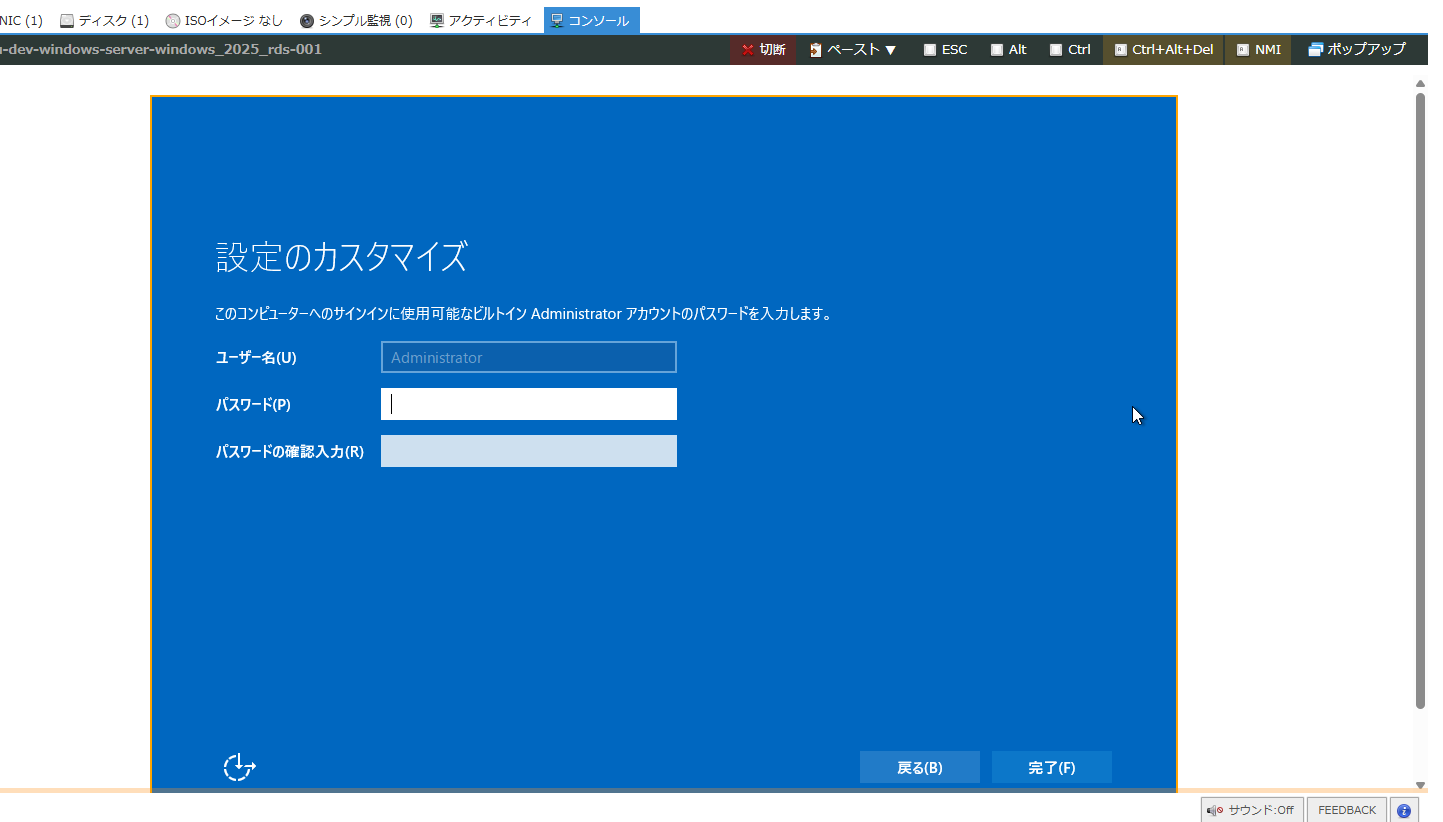 NIC (1) ディスク (1) ISOイメージ なし シンプル監視 (0) アクティビティ コンソール
-dev-windows-server-windows_2025_rds-001 切断 ペースト ▼ ESC Alt Ctrl Ctrl+Alt+Del NMI ポップアップ
設定のカスタマイズ
このコンピューターへのサインインに使用可能なビルトイン Administrator アカウントのパスワードを入力します。
ユーザー名(U) Administrator
パスワード(P)
パスワードの確認入力(R)
戻る(B) 完了(F)
サウンド:Off FEEDBACK